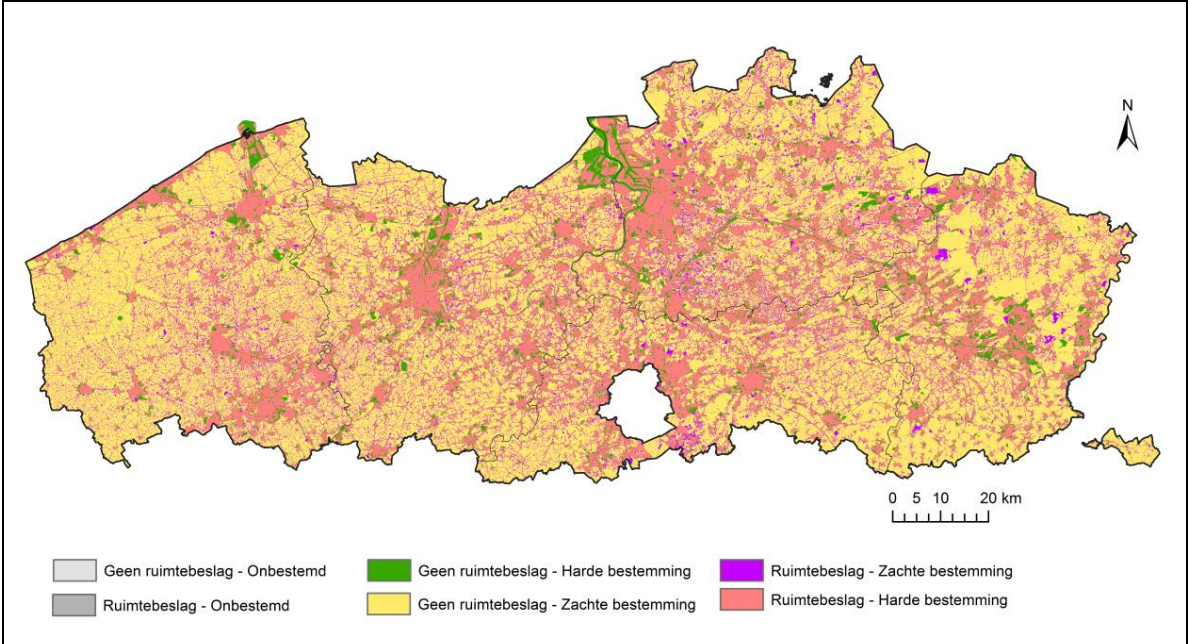 N
0 5 10 20 km
Geen ruimtebeslag - Onbestemd
Geen ruimtebeslag - Harde bestemming
Ruimtebeslag - Zachte bestemming
Ruimtebeslag - Onbestemd
Geen ruimtebeslag - Zachte bestemming
Ruimtebeslag - Harde bestemming